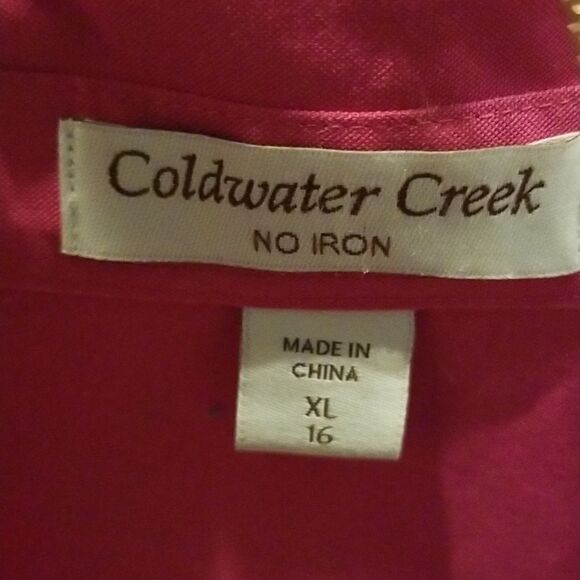 Coldwater Creek
NO IRON
MADE IN
CHINA
XL
16